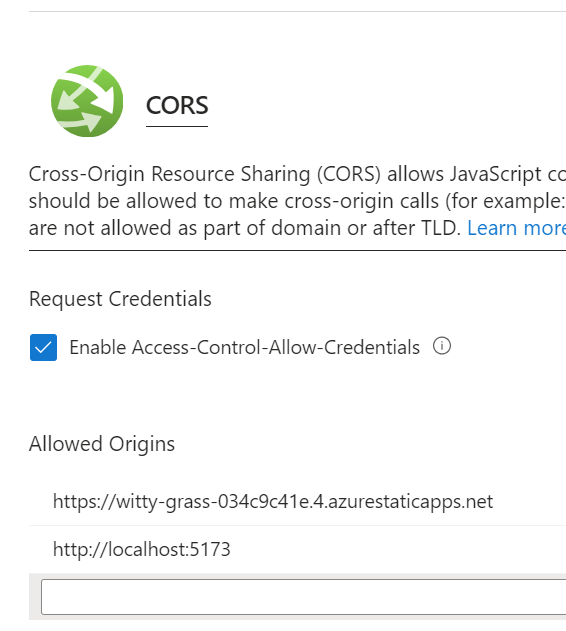 CORS
Cross-Origin Resource Sharing (CORS) allows JavaScript
should be allowed to make cross-origin calls (for example:
are not allowed as part of domain or after TLD. Learn more
Request Credentials
Enable Access-Control-Allow-Credentials
Allowed Origins
https://witty-grass-034c9c41e.4.azurestaticapps.net
http://localhost:5173